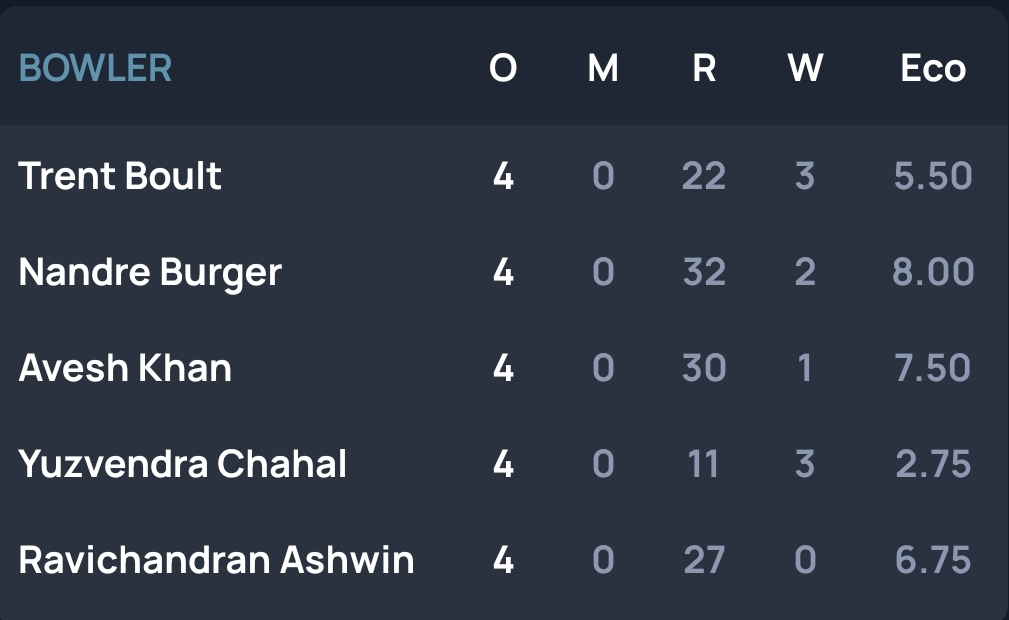 BOWLER O M R W Eco
Trent Boult 4 0 22 3 5.50
Nandre Burger 4 0 32 2 8.00
Avesh Khan 4 0 30 1 7.50
Yuzvendra Chahal 4 0 11 3 2.75
Ravichandran Ashwin 4 0 27 0 6.75